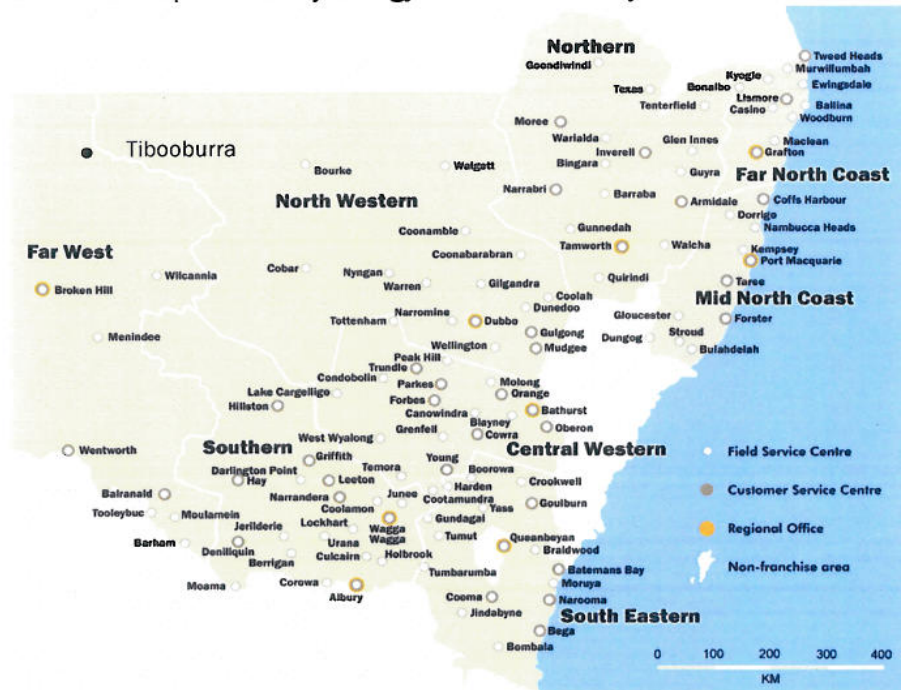 Northern
Goondiwindi
Tweed Heads
Murwillumbah
Kyogle
Bonalbo
Ewingsdale
Texas
Lismore
Tenterfield
Casino
Ballina
Woodburn
Moree
Tibooburra
Warialda
Glen Innes
Maclean
Inverell
Grafton
Bourke
Walgett
Bingara
Guyra
Far North Coast
Narrabri
Barraba
Armidale
Coffs Harbour
North Western
Dorrigo
Coonamble
Gunnedah
Nambucca Heads
Far West
Tamworth
Walcha
Kempsey
Coonabarabran
Port Macquarie
Wilcannia
Cobar
Nyngan
Quirindi
Taree
Broken Hill
Warren
Gilgandra
Coolah
Mid North Coast
Dunedoo
Narromine
Gloucester
Forster
Tottenham
Dubbo
Gulgong
Stroud
Menindee
Dungog
Wellington
Mudgee
Bulahdelah
Peak Hill
Trundle
Condobolin
Parkes
Molong
Lake Cargelligo
Orange
Hillston
Forbes
Canowindra
Bathurst
Blayney
Oberon
Grenfell
Cowra
West Wyalong
Southern
Central Western
Wentworth
Field Service Centre
Griffith
Young
Darlington Point
Temora
Boorowa
Hay
Leeton
Crookwell
Harden
Customer Service Centre
Balranald
Narrandera
Junee
Cootamundra
Goulburn
Coolamon
Yass
Tooleybuc
Moulamein
Gundagai
Lockhart
Wagga
Wagga
Regional Office
Jerilderie
Urana
Tumut
Queanbeyan
Barham
Braidwood
Deniliquin
Culcairn
Holbrook
Berrigan
Non-franchise area
Tumbarumba
Batemans Bay
Moama
Corowa
Moruya
Albury
Cooma
Narooma
Jindabyne
South Eastern
Bega
Bombala
0 100 200 300 400
KM